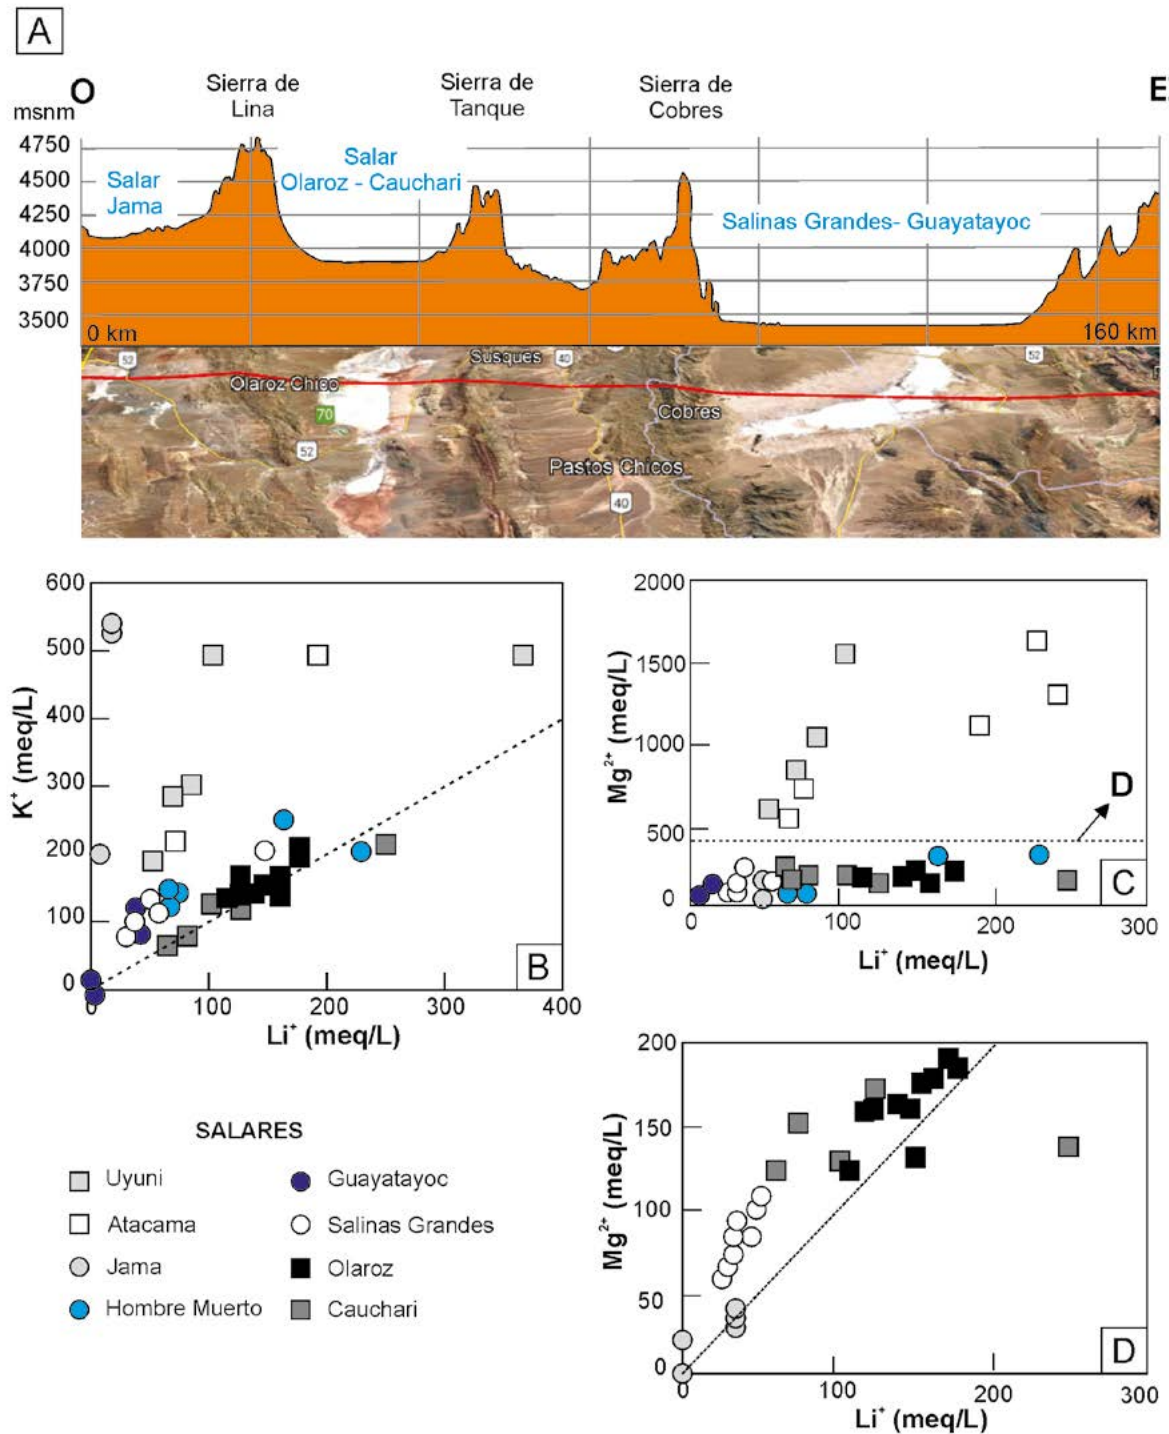 A
O
E
msnm
Sierra de
Lina
Sierra de
Tanque
Sierra de
Cobres
4750
4500
4250
4000
3750
3500
Salar
Jama
Salar
Olaroz - Cauchari
Salinas Grandes- Guayatayoc
0 km
160 km
52
Susques
40
52
Olaroz Chico
70
Cobres
52
Pastos Chicos
40
600
500
400
300
200
100
0
K⁺ (meq/L)
0
100
200
300
400
Li⁺ (meq/L)
B
2000
1500
1000
500
0
Mg²⁺ (meq/L)
D
C
0
100
200
300
Li⁺ (meq/L)
SALARES
Uyuni
Guayatayoc
Atacama
Salinas Grandes
Jama
Olaroz
Hombre Muerto
Cauchari
200
150
100
50
0
Mg²⁺ (meq/L)
D
0
100
200
300
Li⁺ (meq/L)